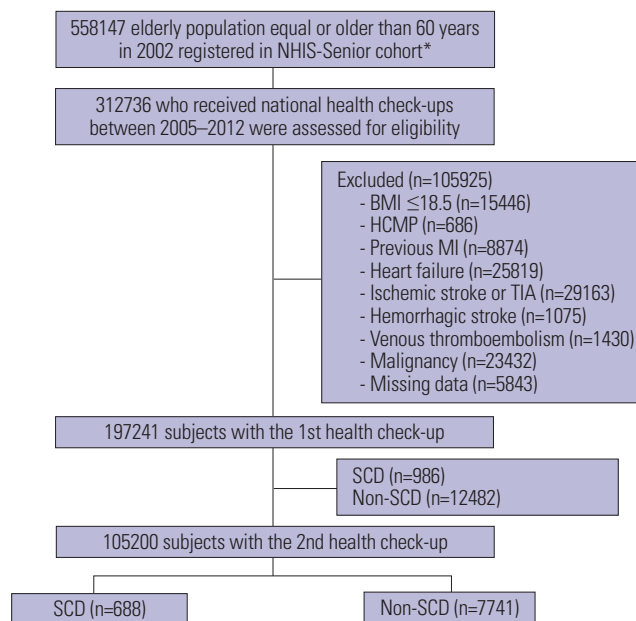 558147 elderly population equal or older than 60 years
in 2002 registered in NHIS-Senior cohort*
312736 who received national health check-ups
between 2005–2012 were assessed for eligibility
Excluded (n=105925)
- BMI ≤18.5 (n=15446)
- HCMP (n=686)
- Previous MI (n=8874)
- Heart failure (n=25819)
- Ischemic stroke or TIA (n=29163)
- Hemorrhagic stroke (n=1075)
- Venous thromboembolism (n=1430)
- Malignancy (n=23432)
- Missing data (n=5843)
197241 subjects with the 1st health check-up
SCD (n=986)
Non-SCD (n=12482)
105200 subjects with the 2nd health check-up
SCD (n=688)
Non-SCD (n=7741)